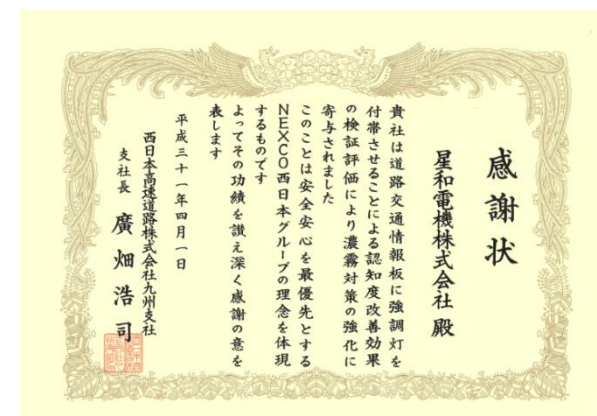 感謝状
星和電機株式会社 殿
貴社は道路交通情報板に強調灯を
付帯させることによる認知度改善効果
の検証評価により濃霧対策の強化に
寄与されました
このことは安全安心を最優先とする
NEXCO西日本グループの理念を体現
するものです
よってその功績を讃え深く感謝の意を
表します
平成三十一年四月一日
西日本高速道路株式会社九州支社
支社長 廣畑浩司